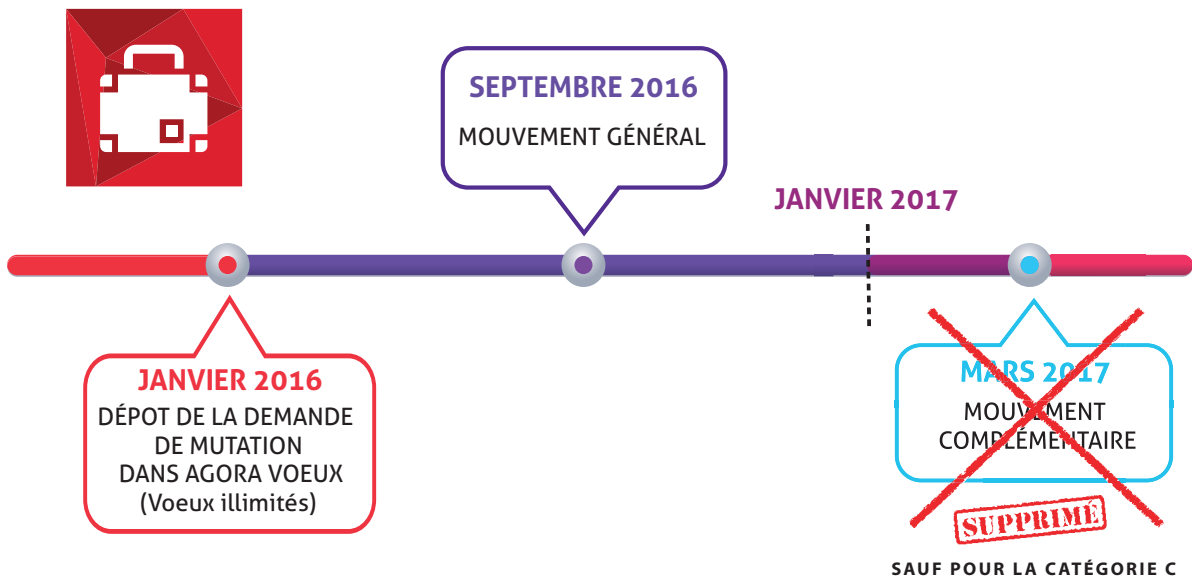 SEPTEMBRE 2016
MOUVEMENT GÉNÉRAL
JANVIER 2017
JANVIER 2016
DÉPOT DE LA DEMANDE
DE MUTATION
DANS AGORA VOEUX
(Voeux illimités)
MARS 2017
MOUVEMENT
COMPLÉMENTAIRE
SUPPRIMÉ
SAUF POUR LA CATÉGORIE C